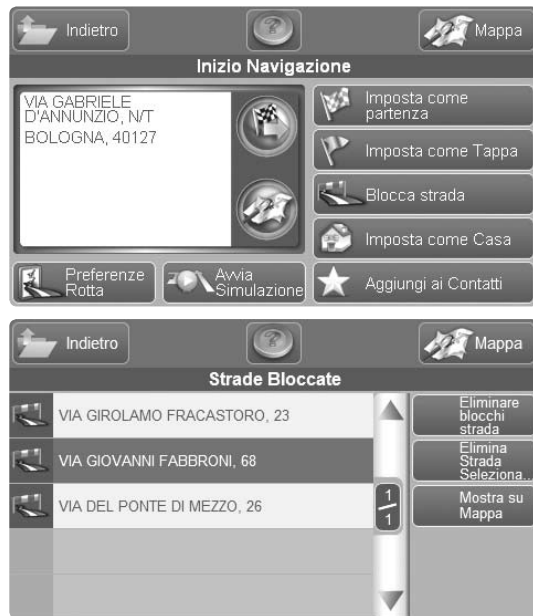 Indietro
?
Mappa
Inizio Navigazione
VIA GABRIELE
D'ANNUNZIO, N/T
BOLOGNA, 40127
Imposta come
partenza
Imposta come Tappa
Blocca strada
Imposta come Casa
Preferenze
Rotta
Avvia
Simulazione
Aggiungi ai Contatti
Indietro
?
Mappa
Strade Bloccate
VIA GIROLAMO FRACASTORO, 23
VIA GIOVANNI FABBRONI, 68
VIA DEL PONTE DI MEZZO, 26
1
1
Eliminare
blocchi
strada
Elimina
Strada
Seleziona...
Mostra su
Mappa